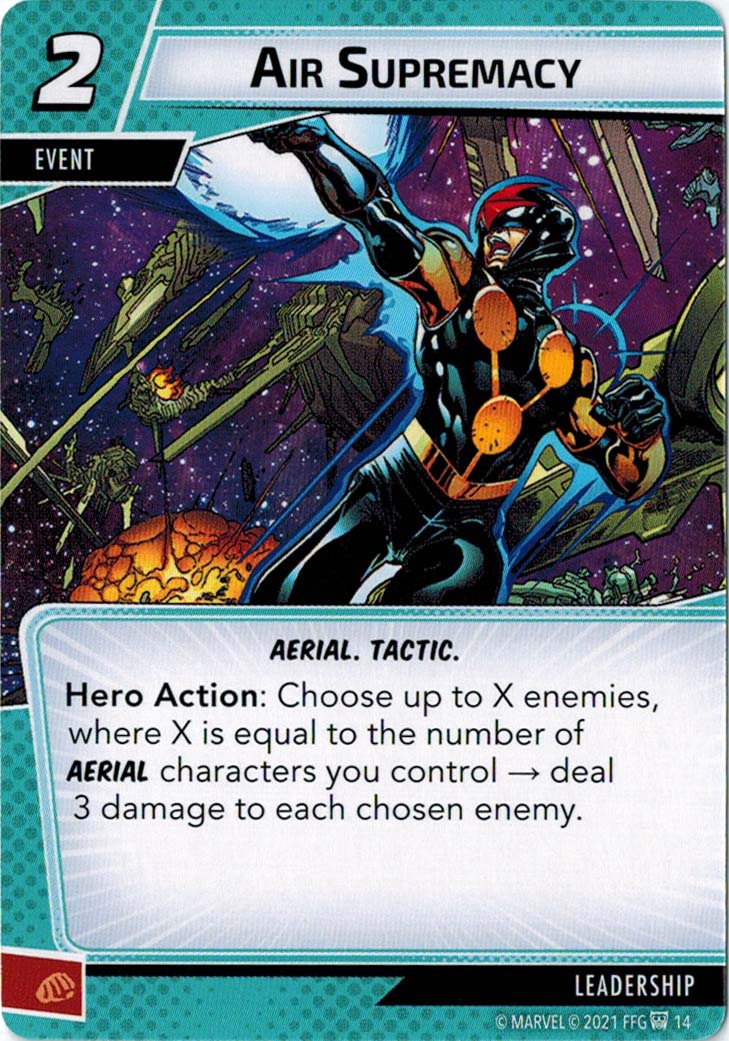 2
AIR SUPREMACY
EVENT
AERIAL. TACTIC.
Hero Action: Choose up to X enemies,
where X is equal to the number of
AERIAL characters you control → deal
3 damage to each chosen enemy.
LEADERSHIP
© MARVEL © 2021 FFG 14